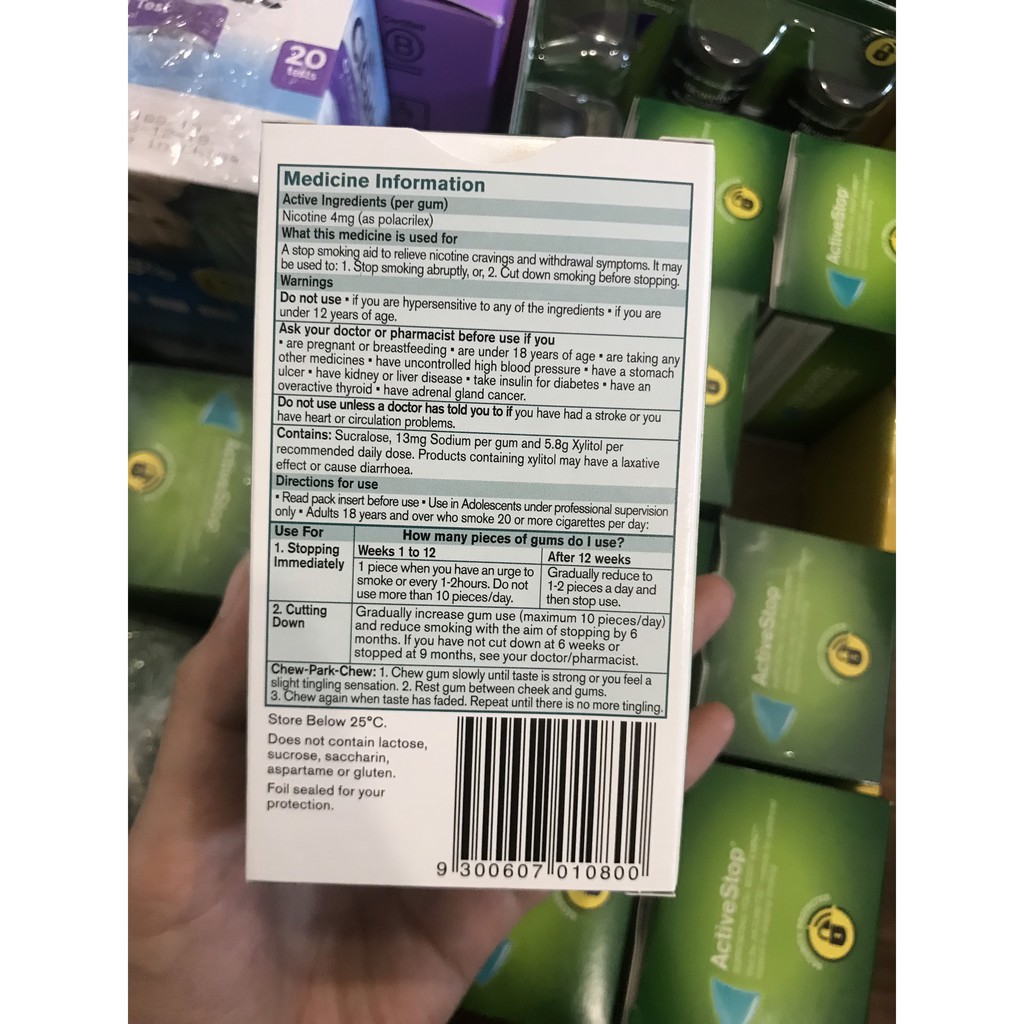 Test
20
tests
Certified
B
Medicine Information
Active Ingredients (per gum)
Nicotine 4mg (as polacrilex)
What this medicine is used for
A stop smoking aid to relieve nicotine cravings and withdrawal symptoms. It may
be used to: 1. Stop smoking abruptly, or, 2. Cut down smoking before stopping.
Warnings
Do not use • if you are hypersensitive to any of the ingredients • if you are
under 12 years of age.
Ask your doctor or pharmacist before use if you
• are pregnant or breastfeeding • are under 18 years of age • are taking any
other medicines • have uncontrolled high blood pressure • have a stomach
ulcer • have kidney or liver disease • take insulin for diabetes • have an
overactive thyroid • have adrenal gland cancer.
Do not use unless a doctor has told you to if you have had a stroke or you
have heart or circulation problems.
Contains: Sucralose, 13mg Sodium per gum and 5.8g Xylitol per
recommended daily dose. Products containing xylitol may have a laxative
effect or cause diarrhoea.
Directions for use
• Read pack insert before use • Use in Adolescents under professional supervision
only • Adults 18 years and over who smoke 20 or more cigarettes per day:
Use For How many pieces of gums do I use?
1. Stopping Immediately
Weeks 1 to 12
1 piece when you have an urge to
smoke or every 1-2hours. Do not
use more than 10 pieces/day.
After 12 weeks
Gradually reduce to
1-2 pieces a day and
then stop use.
2. Cutting
Down
Gradually increase gum use (maximum 10 pieces/day)
and reduce smoking with the aim of stopping by 6
months. If you have not cut down at 6 weeks or
stopped at 9 months, see your doctor/pharmacist.
Chew-Park-Chew: 1. Chew gum slowly until taste is strong or you feel a
slight tingling sensation. 2. Rest gum between cheek and gums.
3. Chew again when taste has faded. Repeat until there is no more tingling.
Store Below 25°C.
Does not contain lactose,
sucrose, saccharin,
aspartame or gluten.
Foil sealed for your
protection.
9 300607 010800
ActiveStop
ActiveStop
ActiveStop
ActiveStop